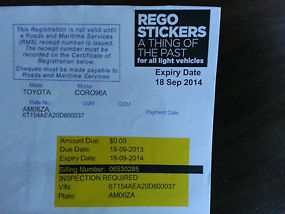 This Registration is not valid until
a Roads and Maritime Services
(RMS) receipt number is issued.
The receipt number must be
recorded on the Certificate of
Registration below.
Cheques must be made payable to
Roads and Maritime Services.
REGO
STICKERS
A THING OF
THE PAST
for all light vehicles
Expiry Date
18 Sep 2014
Make Model
TOYOTA CORO96A
Plate No. GVM GCM Payment Date:
AM06ZA
6T154AEA20D800037
Amount Due: $0.00
Due Date: 18-09-2013
Expiry Date: 18-09-2014
Billing Number: 06530285
INSPECTION REQUIRED
VIN: 6T154AEA20D800037
Plate: AM06ZA